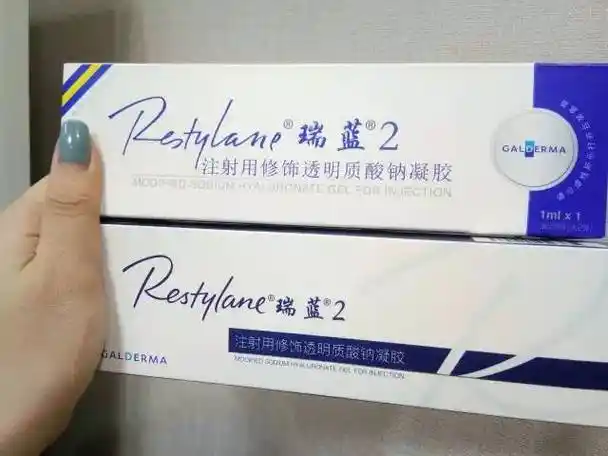 Restylane®瑞蓝®2
注射用修饰透明质酸钠凝胶
MODIFIED SODIUM HYALURONATE GEL FOR INJECTION
GALDERMA
1ml x 1
Restylane®瑞蓝®2
注射用修饰透明质酸钠凝胶
MODIFIED SODIUM HYALURONATE GEL FOR INJECTION
GALDERMA